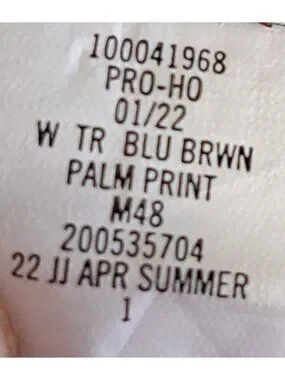 100041968
PRO-HO
01/22
W TR BLU BRWN
PALM PRINT
M48
200535704
22 JJ APR SUMMER
1